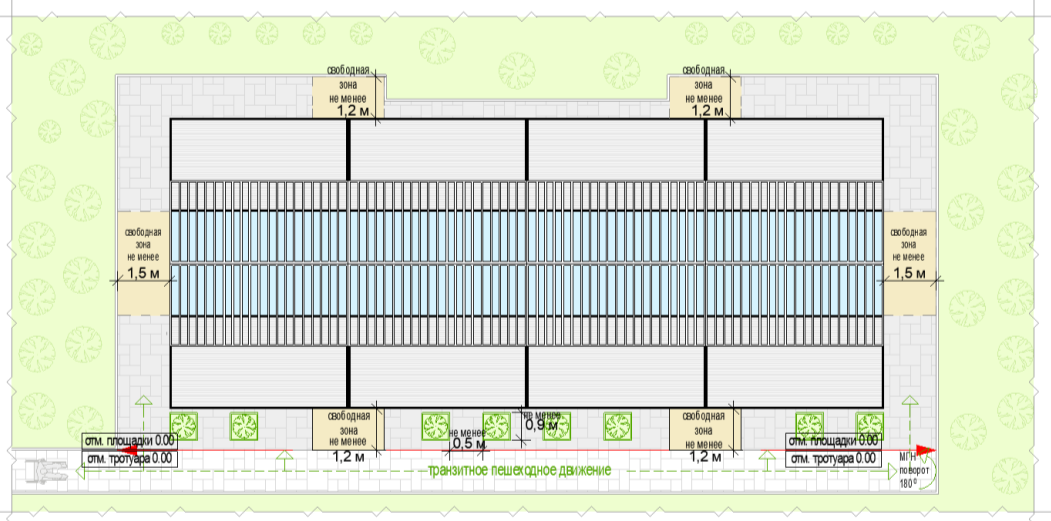 свободная
зона
не менее
1,2 м
свободная
зона
не менее
1,2 м
свободная
зона
не менее
1,5 м
свободная
зона
не менее
1,5 м
свободная
зона
не менее
1,2 м
не менее
0,5 м
не менее
0,9 м
свободная
зона
не менее
1,2 м
отм. площадки 0.00
отм. тротуара 0.00
отм. площадки 0.00
отм. тротуара 0.00
транзитное пешеходное движение
МГН
поворот
180°